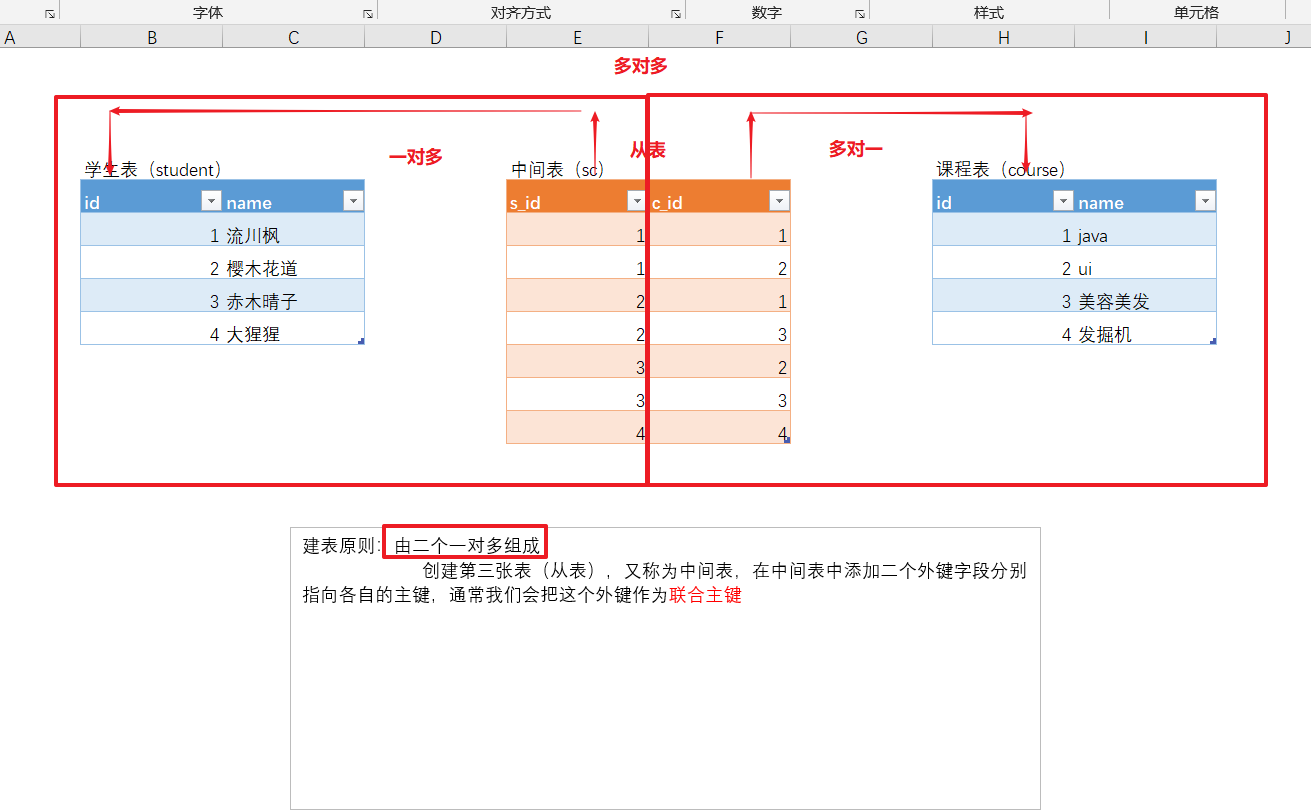 字体 对齐方式 数字 样式 单元格
A B C D E F G H I J
多对多
一对多 从表 多对一
学生表（student） 中间表（sc） 课程表（course）
id name s_id c_id id name
1 流川枫 1 1 1 java
2 樱木花道 1 2 2 ui
3 赤木晴子 2 1 3 美容美发
4 大猩猩 2 3 4 发掘机
3 2
3 3
4 4
建表原则：由二个一对多组成
创建第三张表（从表），又称为中间表，在中间表中添加二个外键字段分别
指向各自的主键，通常我们会把这个外键作为联合主键